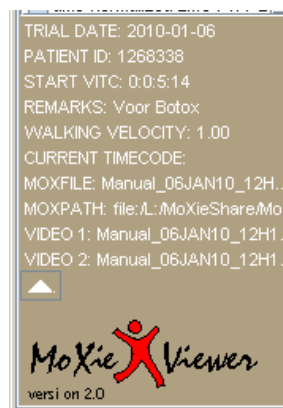 TRIAL DATE: 2010-01-06
PATIENT ID: 1268338
START VITC: 0:0:5:14
REMARKS: Voor Botox
WALKING VELOCITY: 1.00
CURRENT TIMECODE:
MOXFILE: Manual_06JAN10_12H...
MOXPATH: file:/L:/MoXieShare/Mo
VIDEO 1: Manual_06JAN10_12H1...
VIDEO 2: Manual_06JAN10_12H1...
MoXie Viewer
version 2.0